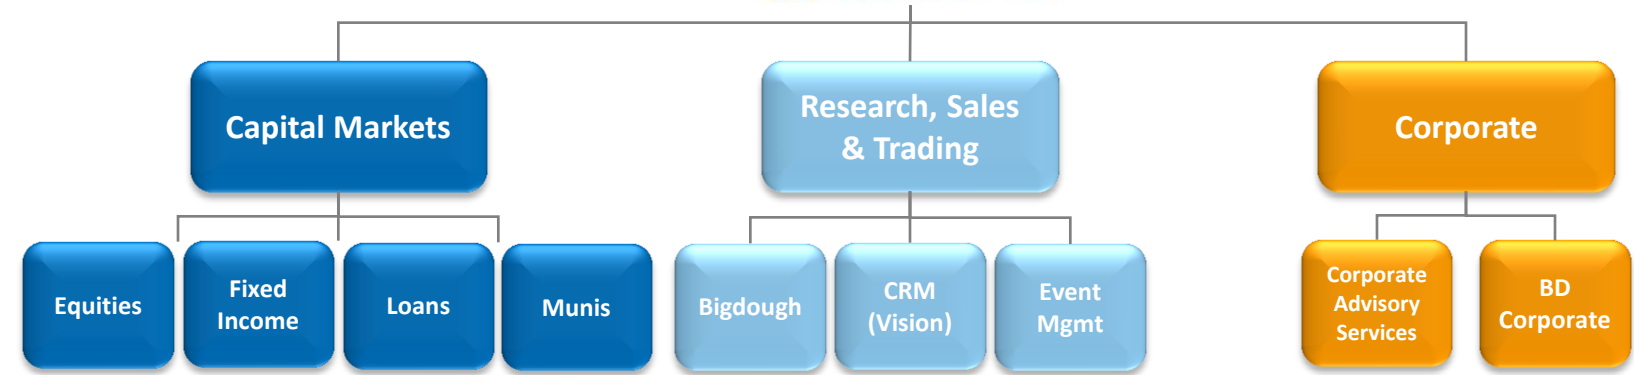 Capital Markets
Research, Sales
& Trading
Corporate
Equities
Fixed
Income
Loans
Munis
Bigdough
CRM
(Vision)
Event
Mgmt
Corporate
Advisory
Services
BD
Corporate